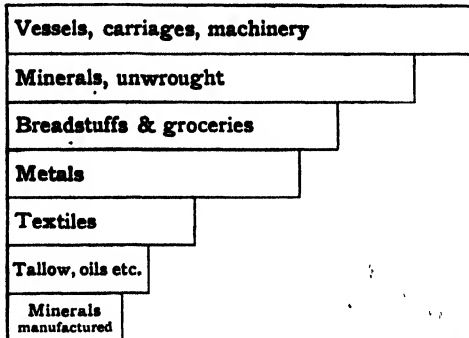 Vessels, carriages, machinery
Minerals, unwrought
Breadstuffs & groceries
Metals
Textiles
Tallow, oils etc.
Minerals
manufactured